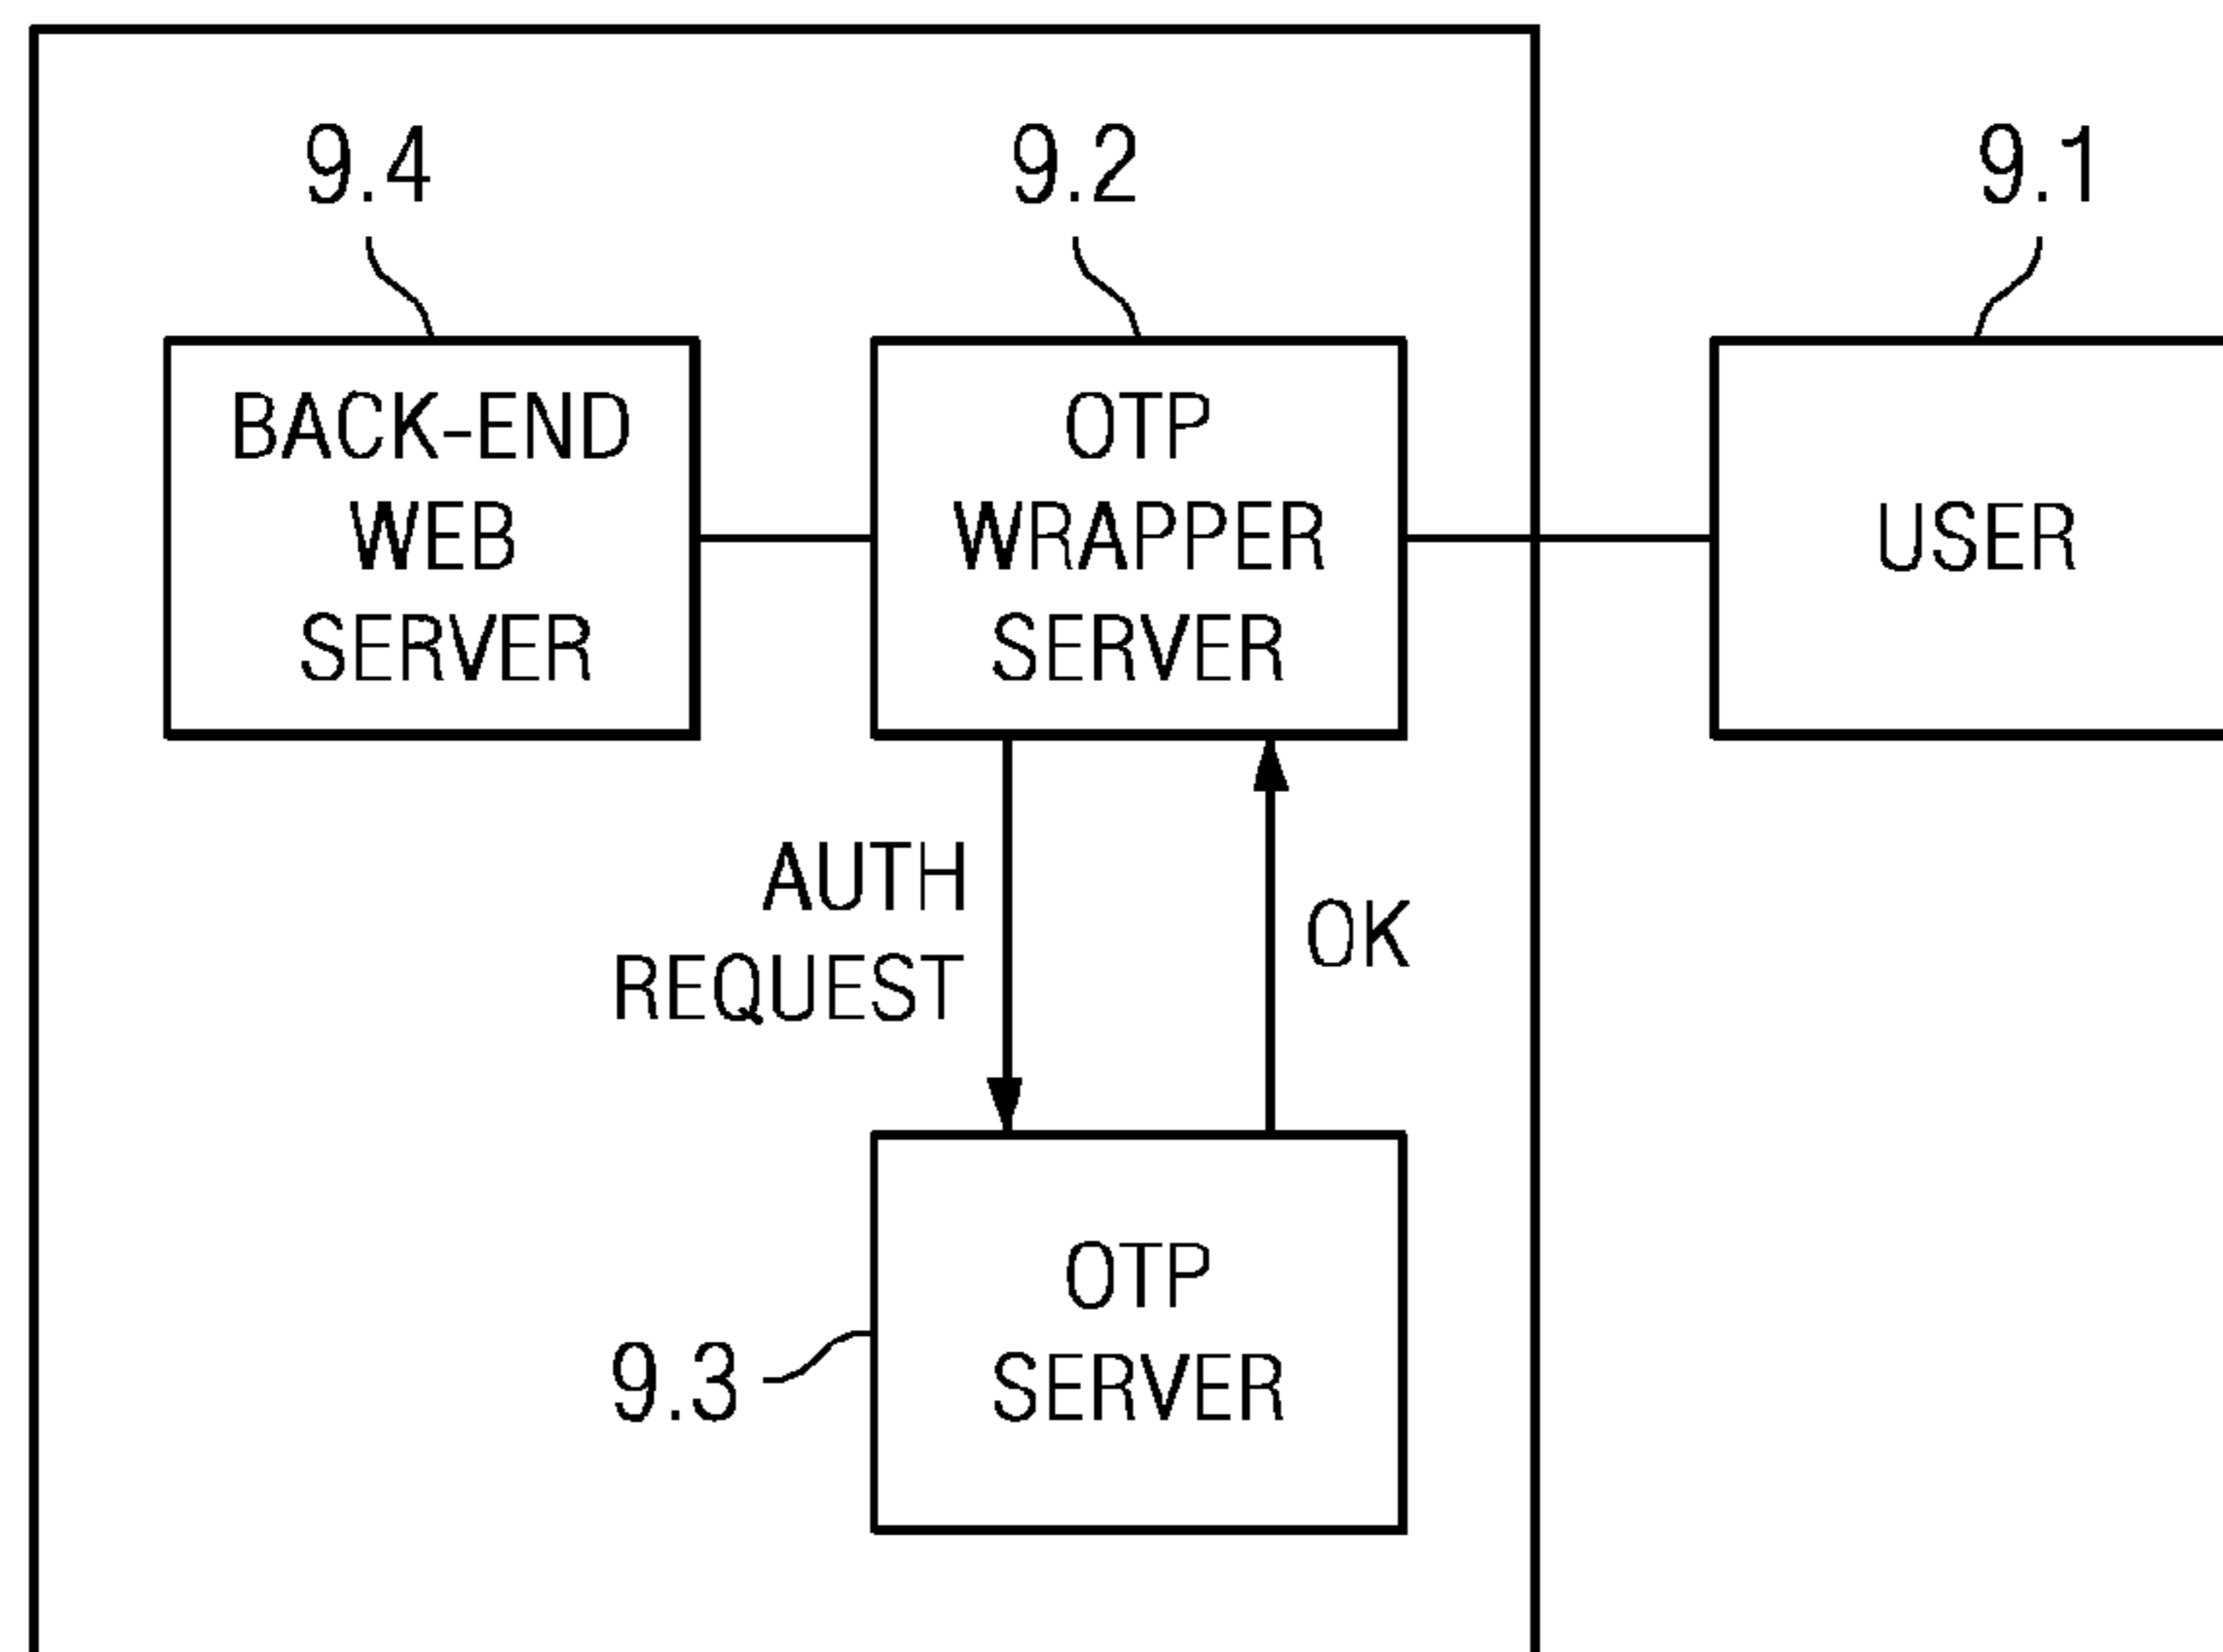 9.4
9.2
9.1
BACK-END
WEB
SERVER
OTP
WRAPPER
SERVER
USER
AUTH
REQUEST
OK
OTP
SERVER
9.3